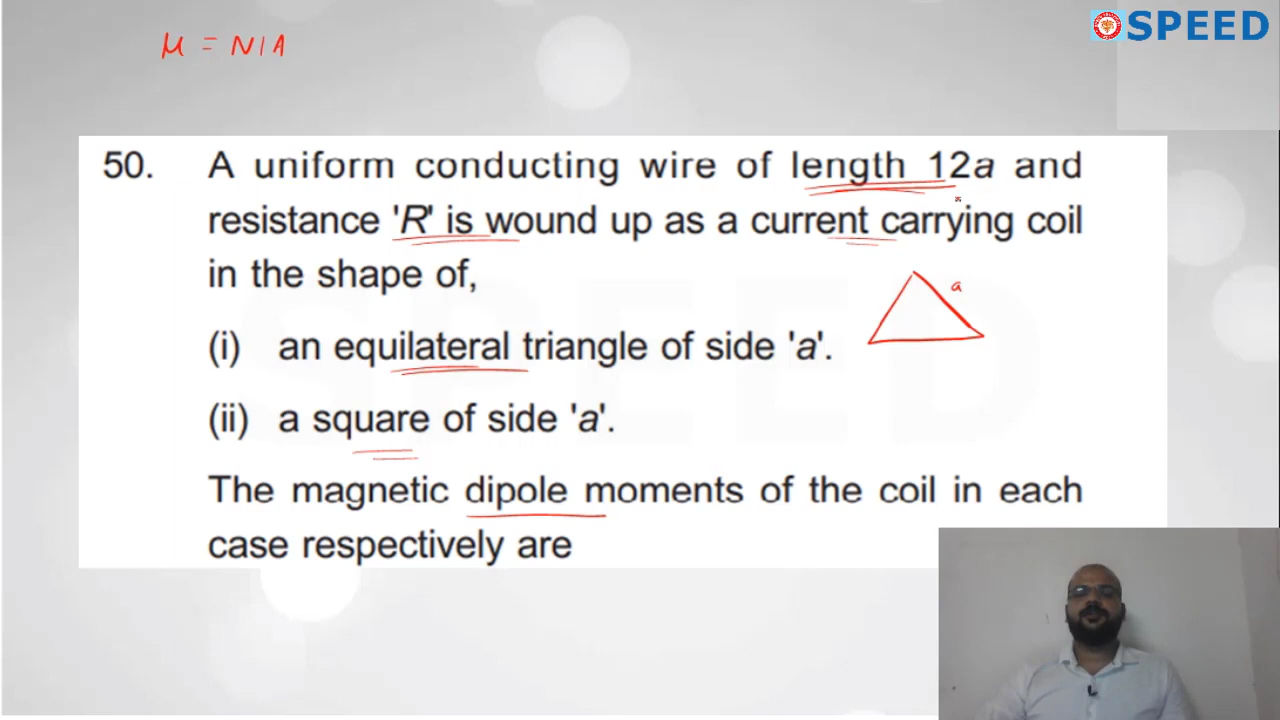 SPEED
μ = NIA
50. A uniform conducting wire of length 12a and
resistance 'R' is wound up as a current carrying coil
in the shape of,
a
(i) an equilateral triangle of side 'a'.
(ii) a square of side 'a'.
The magnetic dipole moments of the coil in each
case respectively are